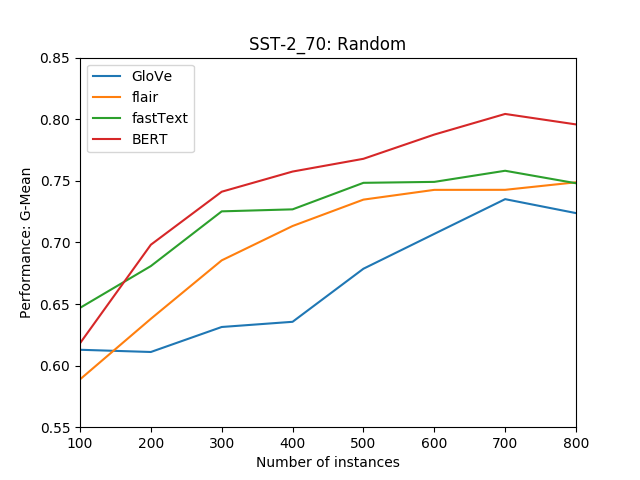 SST-2_70: Random
0.85
0.80
0.75
0.70
0.65
0.60
0.55
Performance: G-Mean
GloVe
flair
fastText
BERT
100 200 300 400 500 600 700 800
Number of instances